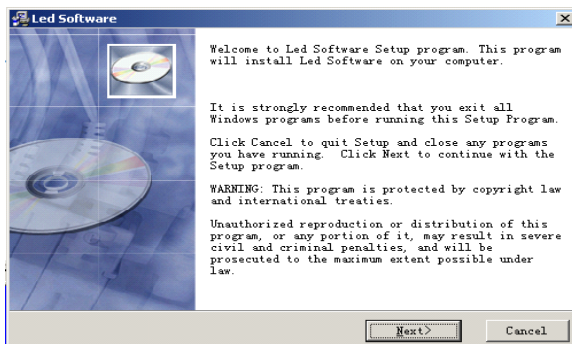 Led Software
Welcome to Led Software Setup program. This program
will install Led Software on your computer.
It is strongly recommended that you exit all
Windows programs before running this Setup Program.
Click Cancel to quit Setup and close any programs
you have running. Click Next to continue with the
Setup program.
WARNING: This program is protected by copyright law
and international treaties.
Unauthorized reproduction or distribution of this
program, or any portion of it, may result in severe
civil and criminal penalties, and will be
prosecuted to the maximum extent possible under
law.
Next>
Cancel